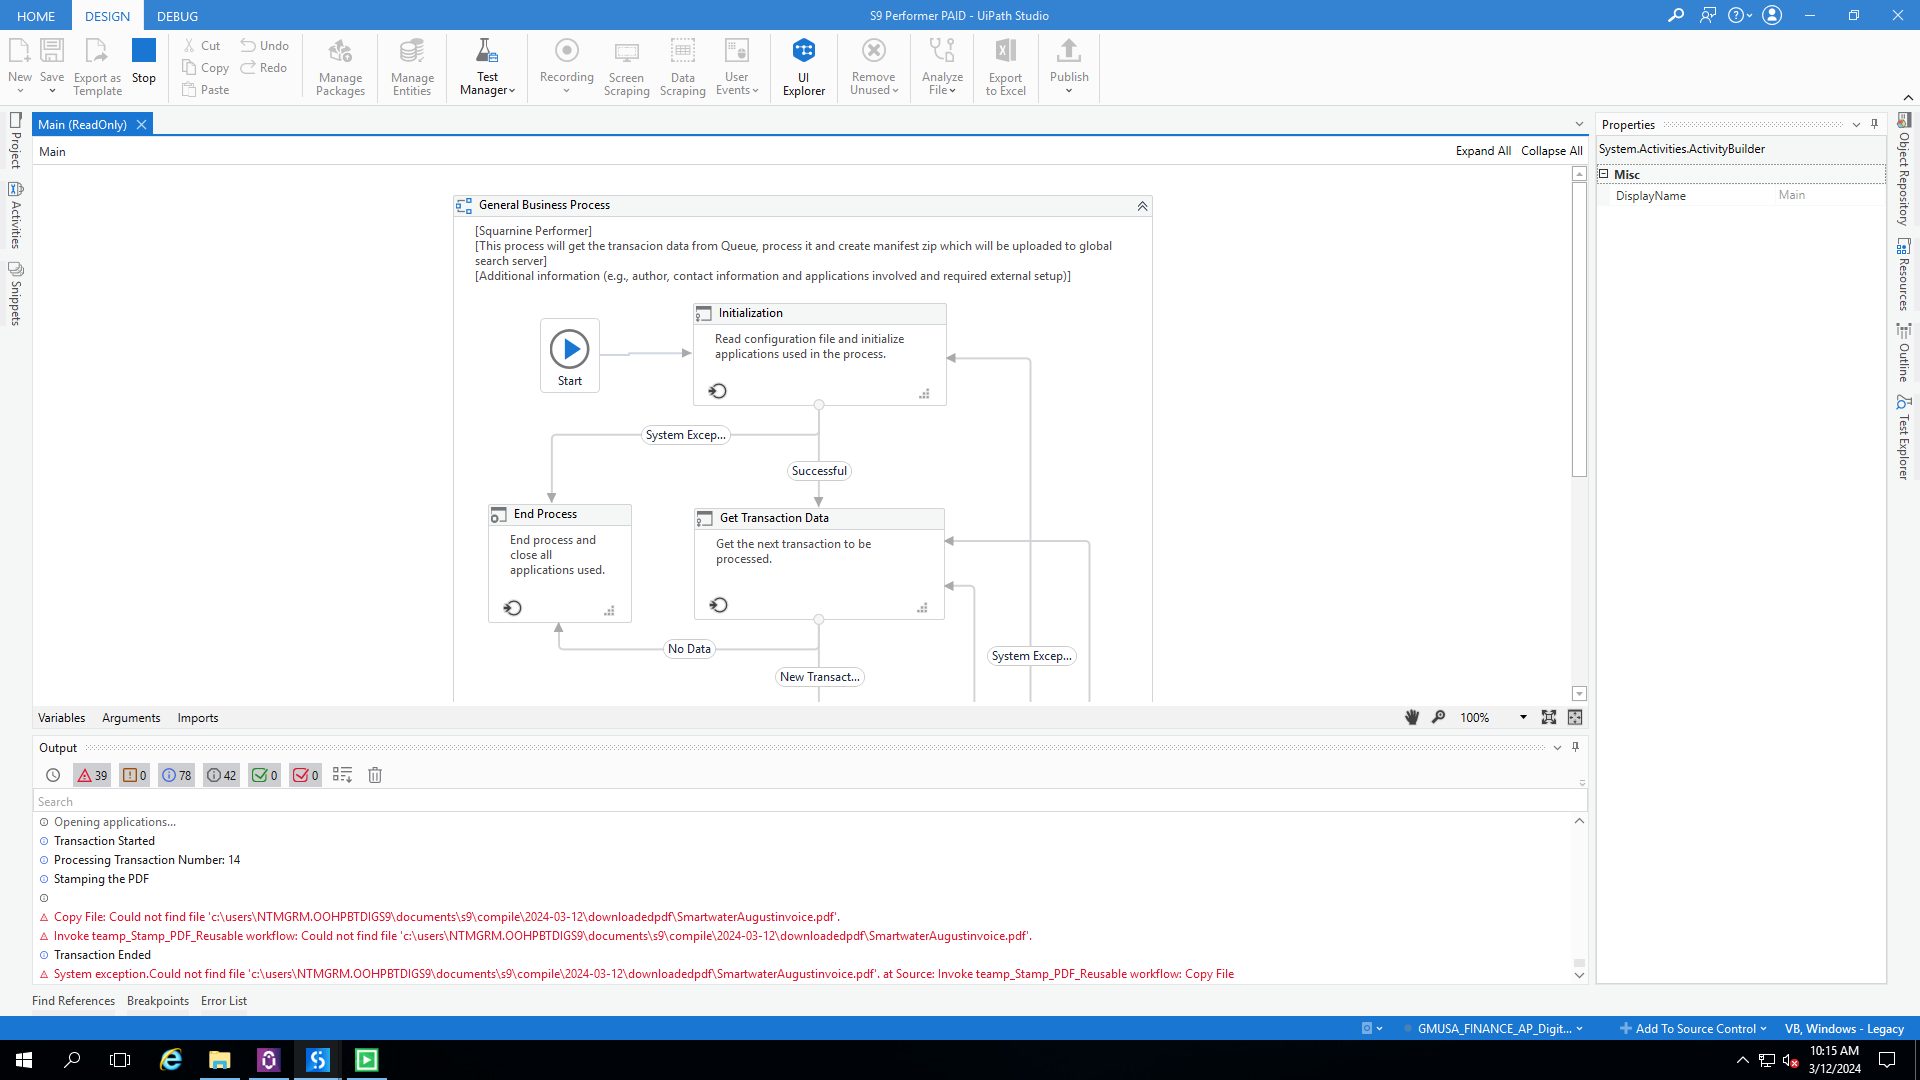 HOME
DESIGN
DEBUG
S9 Performer PAID - UiPath Studio
New
Save
Export as
Template
Stop
Cut
Copy
Paste
Undo
Redo
Manage
Packages
Manage
Entities
Test
Manager
Recording
Screen
Scraping
Data
Scraping
User
Events
UI
Explorer
Remove
Unused
Analyze
File
Export
to Excel
Publish
Project
Activities
Snippets
Main (ReadOnly)
Main
Expand All
Collapse All
General Business Process
[Squarnine Performer]
[This process will get the transacion data from Queue, process it and create manifest zip which will be uploaded to global
search server]
[Additional information (e.g., author, contact information and applications involved and required external setup)]
Start
Initialization
Read configuration file and initialize
applications used in the process.
System Excep...
Successful
End Process
End process and
close all
applications used.
Get Transaction Data
Get the next transaction to be
processed.
No Data
System Excep...
New Transact...
Variables
Arguments
Imports
100%
Properties
System.Activities.ActivityBuilder
Misc
DisplayName
Main
Object Repository
Resources
Outline
Test Explorer
Output
39
0
78
42
0
0
Search
Opening applications...
Transaction Started
Processing Transaction Number: 14
Stamping the PDF
Copy File: Could not find file 'c:\users\NTMGRM.OOHPBTDIGS9\documents\s9\compile\2024-03-12\downloadedpdf\SmartwaterAugustinvoice.pdf'.
Invoke teamp_Stamp_PDF_Reusable workflow: Could not find file 'c:\users\NTMGRM.OOHPBTDIGS9\documents\s9\compile\2024-03-12\downloadedpdf\SmartwaterAugustinvoice.pdf'.
Transaction Ended
System exception.Could not find file 'c:\users\NTMGRM.OOHPBTDIGS9\documents\s9\compile\2024-03-12\downloadedpdf\SmartwaterAugustinvoice.pdf'. at Source: Invoke teamp_Stamp_PDF_Reusable workflow: Copy File
Find References
Breakpoints
Error List
GMUSA_FINANCE_AP_Digit...
Add To Source Control
VB, Windows - Legacy
10:15 AM
3/12/2024